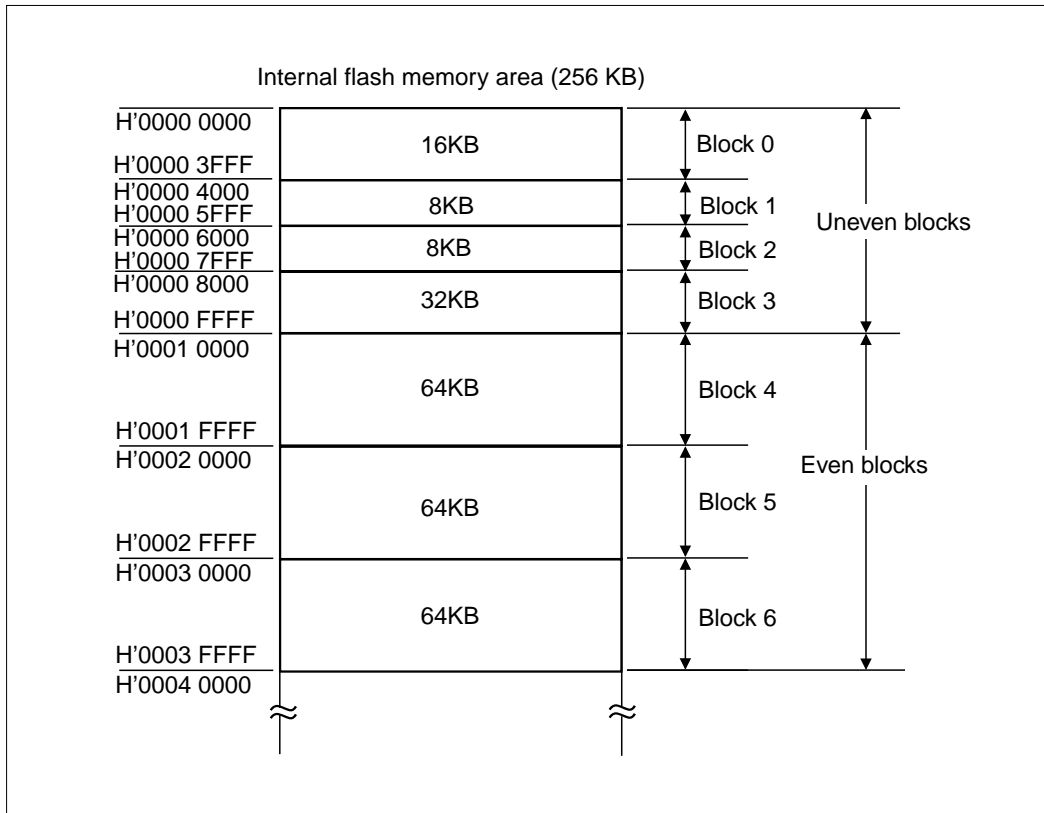 Internal flash memory area (256 KB)
H'0000 0000
16KB
Block 0
H'0000 3FFF
H'0000 4000
8KB
Block 1
H'0000 5FFF
Uneven blocks
H'0000 6000
8KB
Block 2
H'0000 7FFF
H'0000 8000
32KB
Block 3
H'0000 FFFF
H'0001 0000
64KB
Block 4
H'0001 FFFF
H'0002 0000
Even blocks
64KB
Block 5
H'0002 FFFF
H'0003 0000
64KB
Block 6
H'0003 FFFF
H'0004 0000